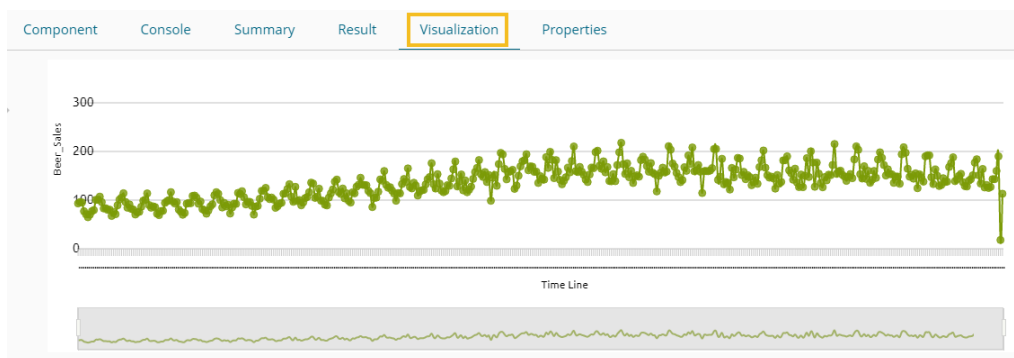 Component Console Summary Result Visualization Properties
300
200
100
0
Beer_Sales
Time Line